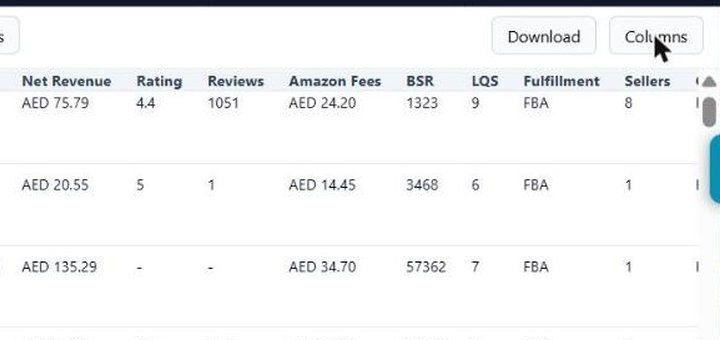 Download Columns
Net Revenue Rating Reviews Amazon Fees BSR LQS Fulfillment Sellers
AED 75.79 4.4 1051 AED 24.20 1323 9 FBA 8
AED 20.55 5 1 AED 14.45 3468 6 FBA 1
AED 135.29 - - AED 34.70 57362 7 FBA 1